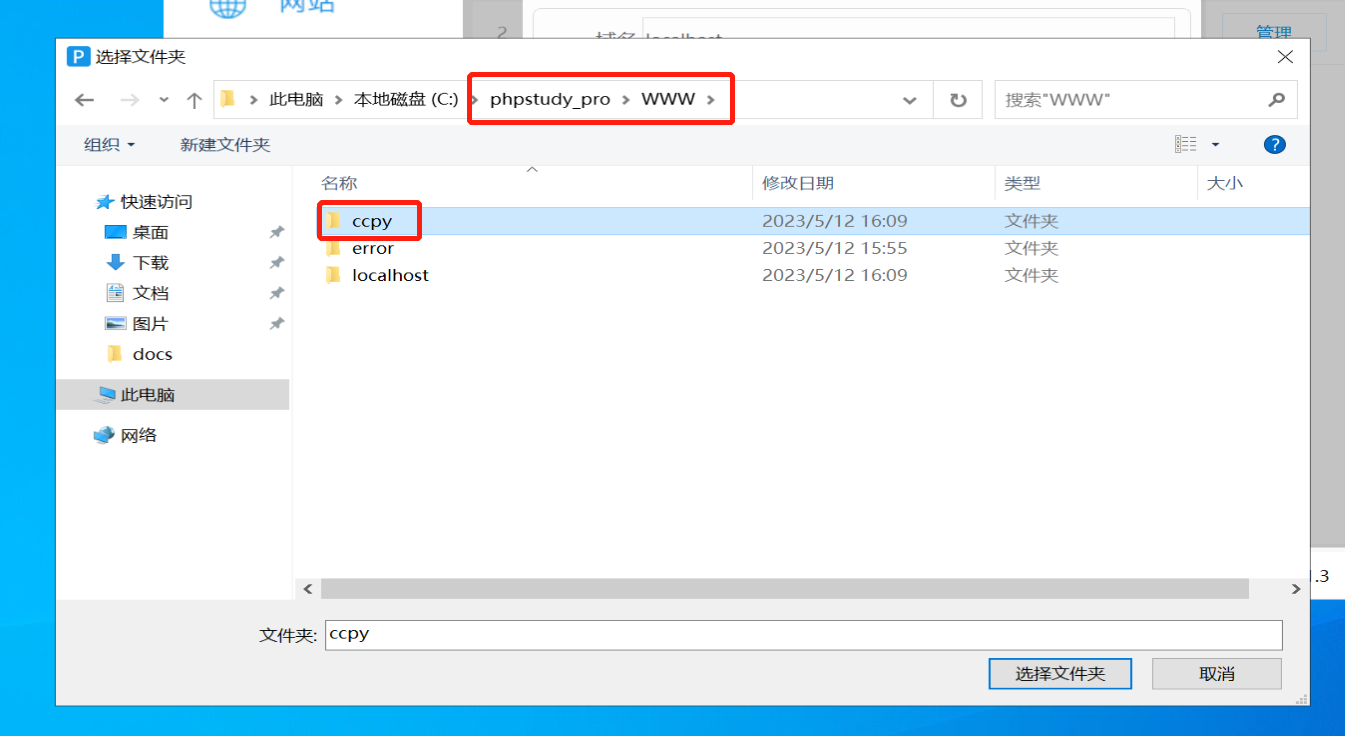 网站
2
域名 localhost
管理
P 选择文件夹
此电脑 本地磁盘 (C:) phpstudy_pro WWW
搜索"WWW"
组织 新建文件夹
?
名称 修改日期 类型 大小
快速访问
桌面
下载
文档
图片
docs
此电脑
网络
ccpy 2023/5/12 16:09 文件夹
error 2023/5/12 15:55 文件夹
localhost 2023/5/12 16:09 文件夹
.3
文件夹: ccpy
选择文件夹 取消